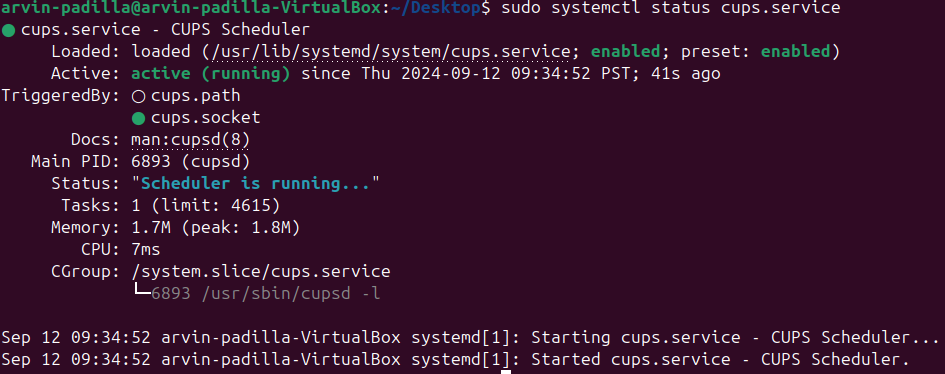 arvin-padilla@arvin-padilla-VirtualBox:~/Desktop$ sudo systemctl status cups.service
● cups.service - CUPS Scheduler
     Loaded: loaded (/usr/lib/systemd/system/cups.service; enabled; preset: enabled)
     Active: active (running) since Thu 2024-09-12 09:34:52 PST; 41s ago
TriggeredBy: ○ cups.path
             ● cups.socket
       Docs: man:cupsd(8)
   Main PID: 6893 (cupsd)
     Status: "Scheduler is running..."
      Tasks: 1 (limit: 4615)
     Memory: 1.7M (peak: 1.8M)
        CPU: 7ms
     CGroup: /system.slice/cups.service
             └─6893 /usr/sbin/cupsd -l

Sep 12 09:34:52 arvin-padilla-VirtualBox systemd[1]: Starting cups.service - CUPS Scheduler...
Sep 12 09:34:52 arvin-padilla-VirtualBox systemd[1]: Started cups.service - CUPS Scheduler.